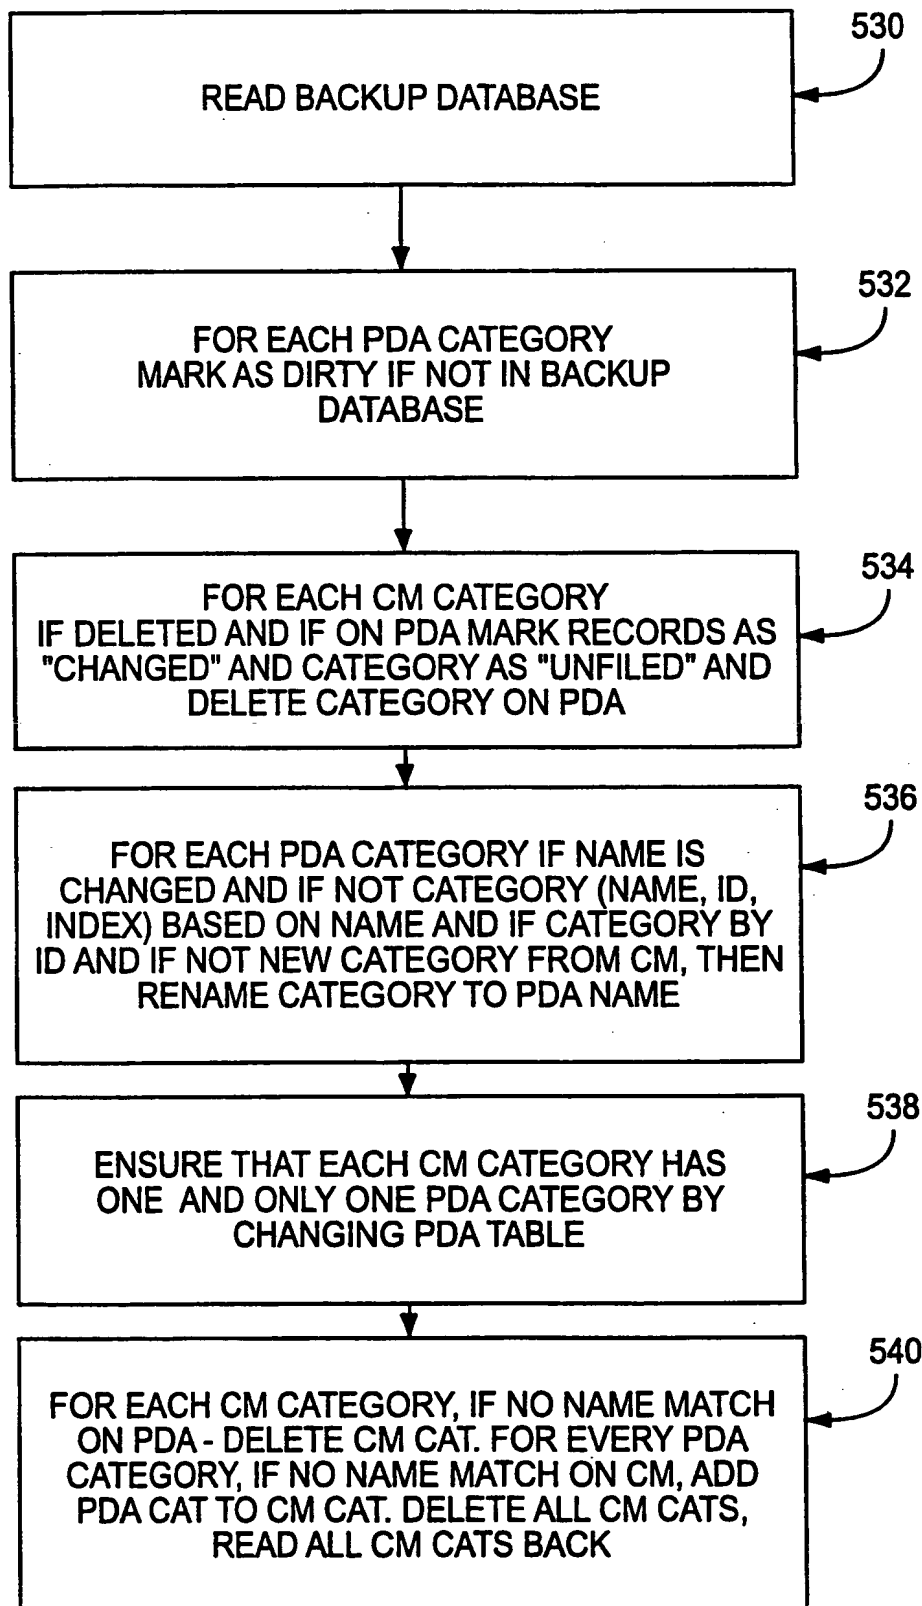 530
READ BACKUP DATABASE
532
FOR EACH PDA CATEGORY
MARK AS DIRTY IF NOT IN BACKUP
DATABASE
534
FOR EACH CM CATEGORY
IF DELETED AND IF ON PDA MARK RECORDS AS
"CHANGED" AND CATEGORY AS "UNFILED" AND
DELETE CATEGORY ON PDA
536
FOR EACH PDA CATEGORY IF NAME IS
CHANGED AND IF NOT CATEGORY (NAME, ID,
INDEX) BASED ON NAME AND IF CATEGORY BY
ID AND IF NOT NEW CATEGORY FROM CM, THEN
RENAME CATEGORY TO PDA NAME
538
ENSURE THAT EACH CM CATEGORY HAS
ONE AND ONLY ONE PDA CATEGORY BY
CHANGING PDA TABLE
540
FOR EACH CM CATEGORY, IF NO NAME MATCH
ON PDA - DELETE CM CAT. FOR EVERY PDA
CATEGORY, IF NO NAME MATCH ON CM, ADD
PDA CAT TO CM CAT. DELETE ALL CM CATS,
READ ALL CM CATS BACK